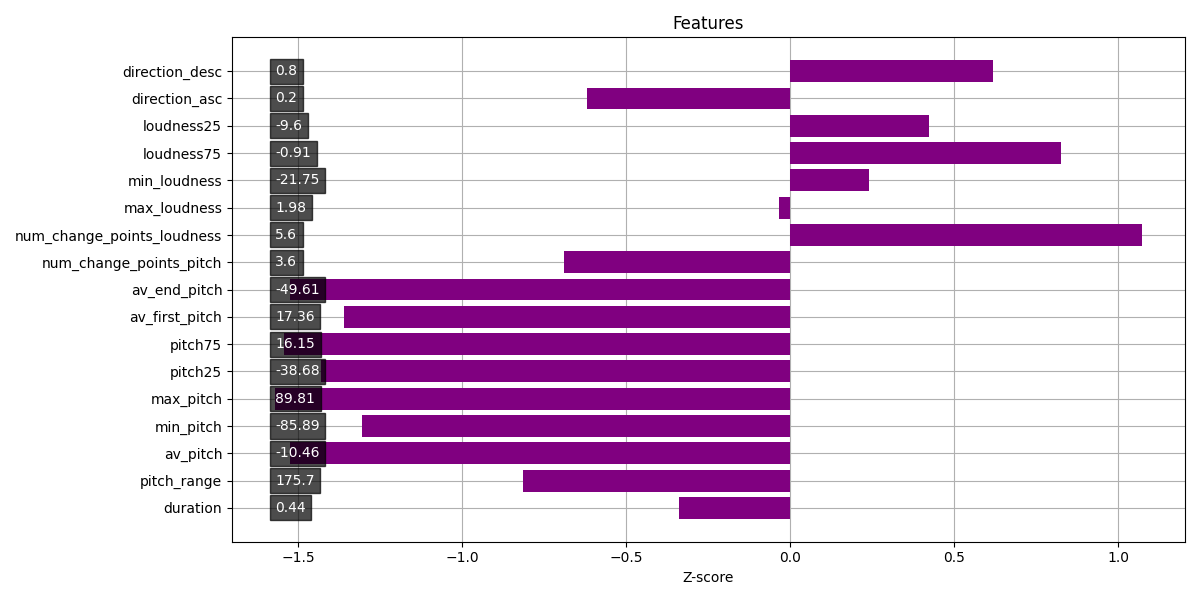 Features
direction_desc 0.8
direction_asc 0.2
loudness25 -9.6
loudness75 -0.91
min_loudness -21.75
max_loudness 1.98
num_change_points_loudness 5.6
num_change_points_pitch 3.6
av_end_pitch -49.61
av_first_pitch 17.36
pitch75 16.15
pitch25 -38.68
max_pitch 89.81
min_pitch -85.89
av_pitch -10.46
pitch_range 175.7
duration 0.44
−1.5 −1.0 −0.5 0.0 0.5 1.0
Z-score